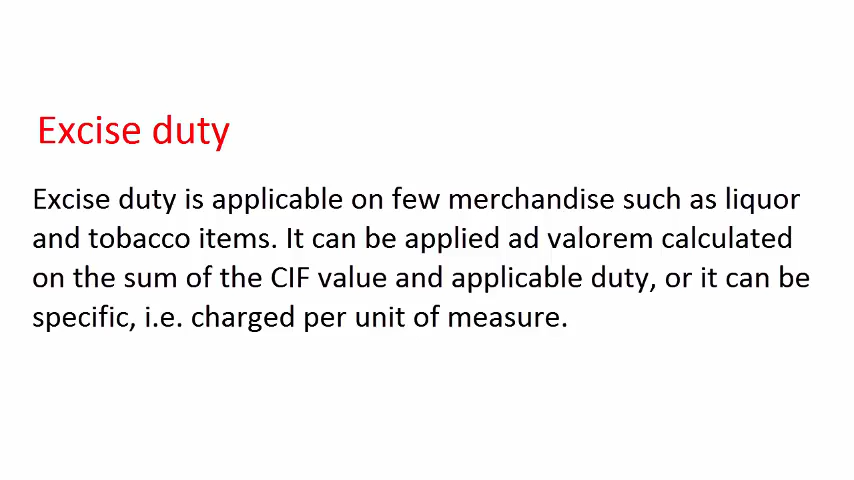 Excise duty
Excise duty is applicable on few merchandise such as liquor
and tobacco items. It can be applied ad valorem calculated
on the sum of the CIF value and applicable duty, or it can be
specific, i.e. charged per unit of measure.